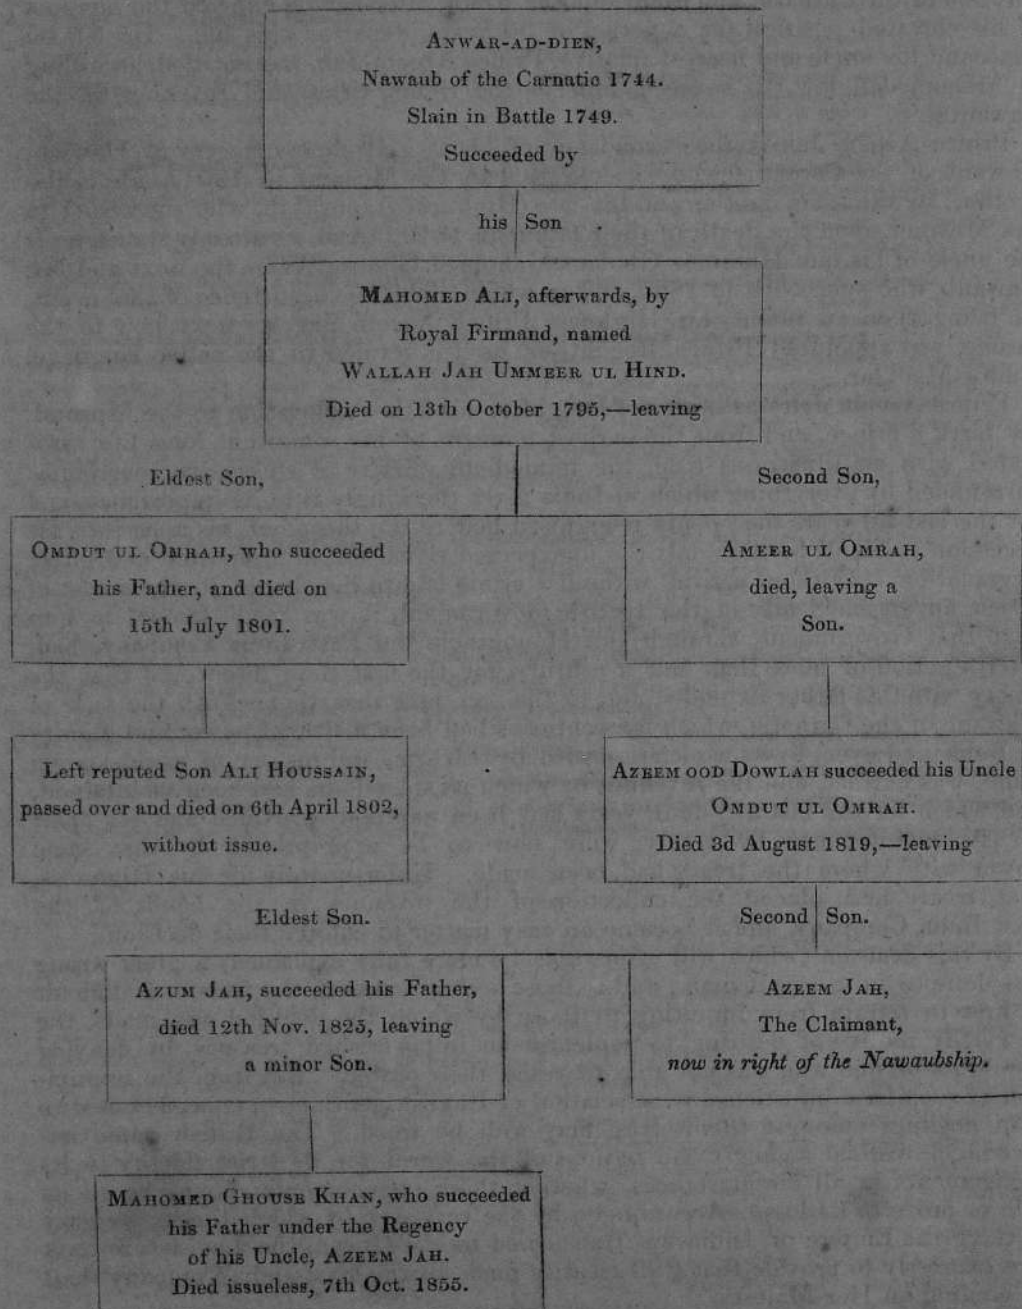 ANWAR-AD-DIEN,
Nawaub of the Carnatic 1744.
Slain in Battle 1749.
Succeeded by
his Son
MAHOMED ALI, afterwards, by
Royal Firmand, named
WALLAH JAH UMMEER UL HIND.
Died on 13th October 1795,—leaving
Eldest Son,
Second Son,
OMDUT UL OMRAH, who succeeded
his Father, and died on
15th July 1801.
AMEER UL OMRAH,
died, leaving a
Son.
Left reputed Son ALI HOUSSAIN,
passed over and died on 6th April 1802,
without issue.
AZEEM OOD DOWLAH succeeded his Uncle
OMDUT UL OMRAH.
Died 3d August 1819,—leaving
Eldest Son.
Second Son.
AZUM JAH, succeeded his Father,
died 12th Nov. 1825, leaving
a minor Son.
AZEEM JAH,
The Claimant,
now in right of the Nawaubship.
MAHOMED GHOUSE KHAN, who succeeded
his Father under the Regency
of his Uncle, AZEEM JAH.
Died issueless, 7th Oct. 1855.